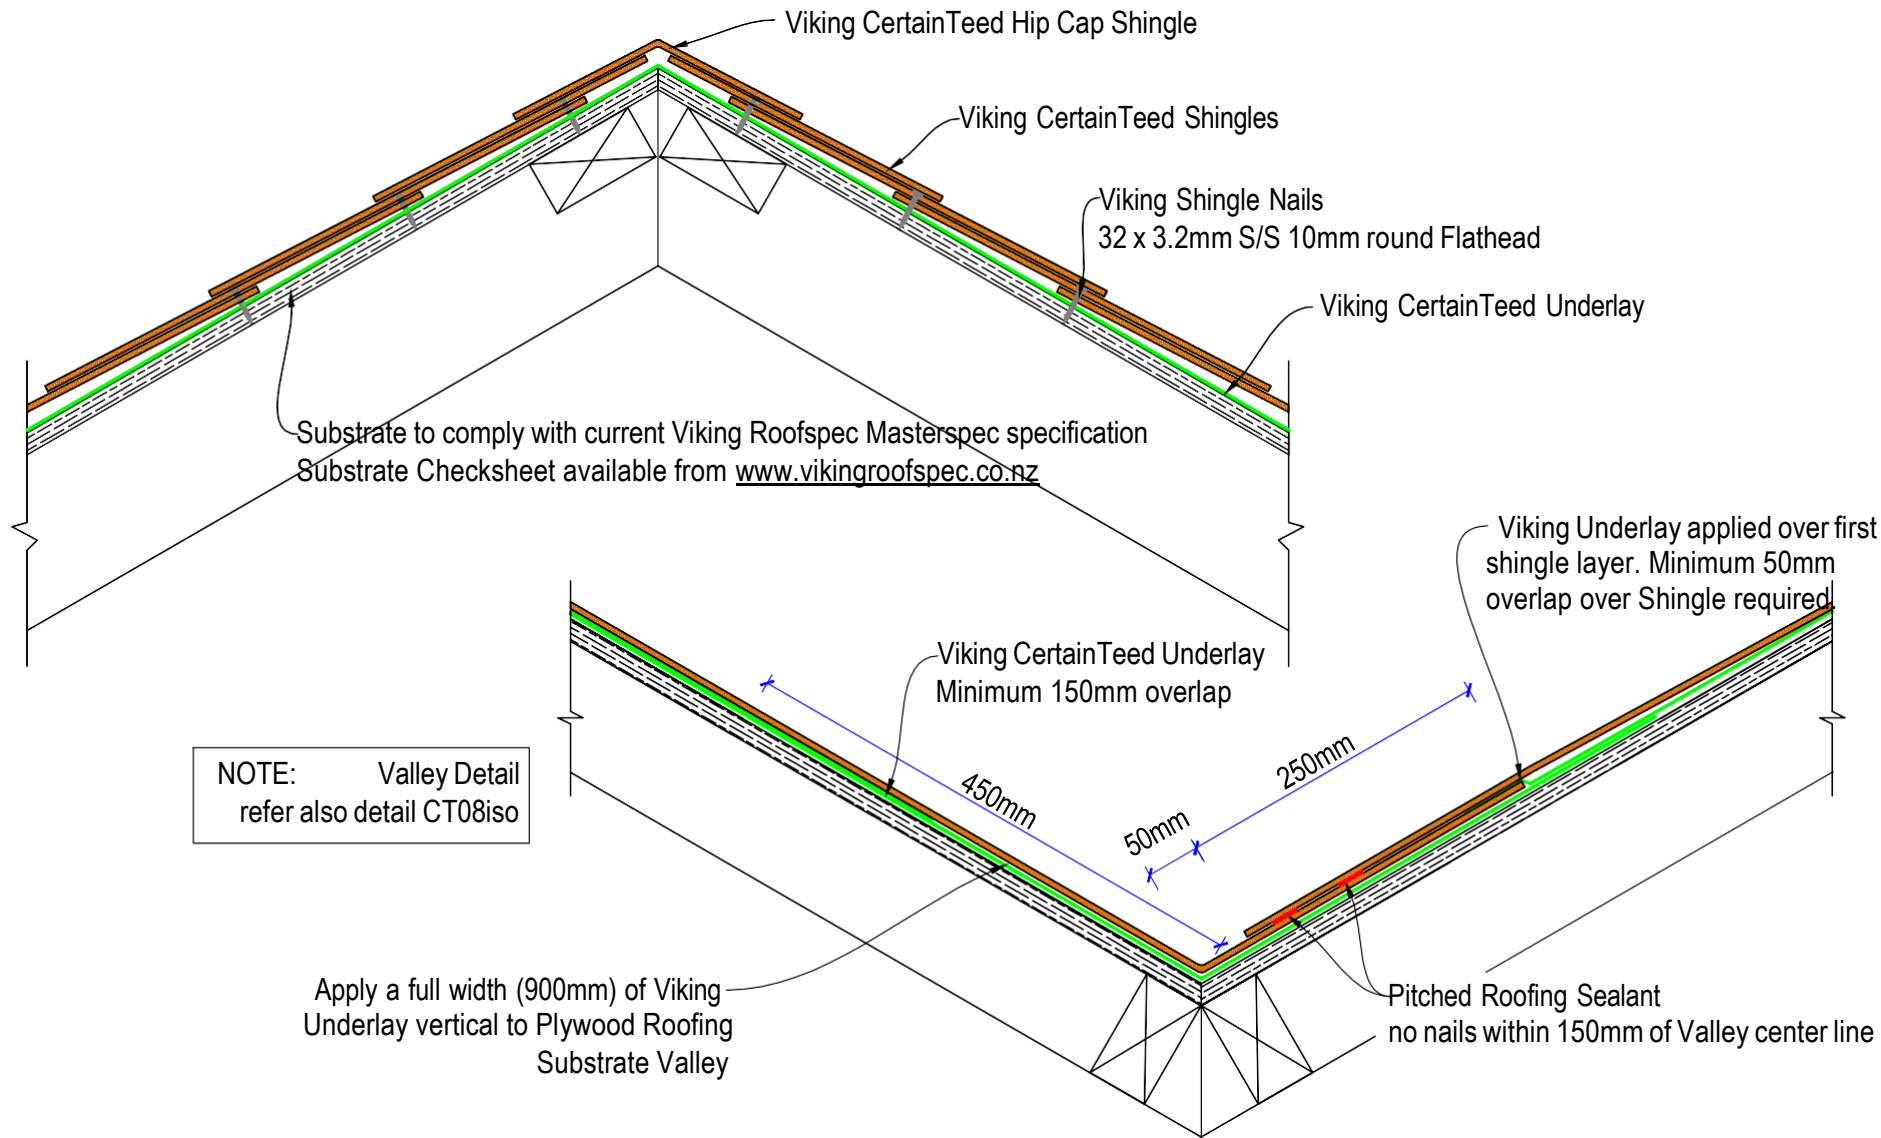 Viking CertainTeed Hip Cap Shingle
Viking CertainTeed Shingles
Viking Shingle Nails
32 x 3.2mm S/S 10mm round Flathead
Viking CertainTeed Underlay
Substrate to comply with current Viking Roofspec Masterspec specification
Substrate Checksheet available from www.vikingroofspec.co.nz
Viking Underlay applied over first
shingle layer. Minimum 50mm
overlap over Shingle required.
Viking CertainTeed Underlay
Minimum 150mm overlap
450mm
50mm
250mm
NOTE: Valley Detail
refer also detail CT08iso
Apply a full width (900mm) of Viking
Underlay vertical to Plywood Roofing
Substrate Valley
Pitched Roofing Sealant
no nails within 150mm of Valley center line